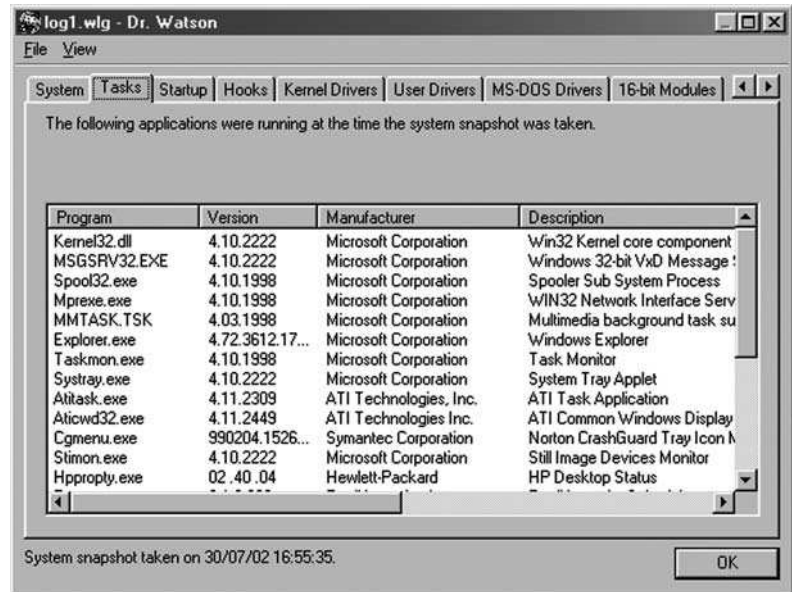 log1.wlg - Dr. Watson
File View
System Tasks Startup Hooks Kernel Drivers User Drivers MS-DOS Drivers 16-bit Modules
The following applications were running at the time the system snapshot was taken.
Program Version Manufacturer Description
Kernel32.dll 4.10.2222 Microsoft Corporation Win32 Kernel core component
MSGSRV32.EXE 4.10.2222 Microsoft Corporation Windows 32-bit VxD Message
Spool32.exe 4.10.1998 Microsoft Corporation Spooler Sub System Process
Mprexe.exe 4.10.1998 Microsoft Corporation WIN32 Network Interface Serv
MMTASK.TSK 4.03.1998 Microsoft Corporation Multimedia background task su
Explorer.exe 4.72.3612.17... Microsoft Corporation Windows Explorer
Taskmon.exe 4.10.1998 Microsoft Corporation Task Monitor
Systray.exe 4.10.2222 Microsoft Corporation System Tray Applet
Atitask.exe 4.11.2309 ATI Technologies, Inc. ATI Task Application
Aticwd32.exe 4.11.2449 ATI Technologies Inc. ATI Common Windows Display
Cgmenu.exe 990204.1526... Symantec Corporation Norton CrashGuard Tray Icon
Stimon.exe 4.10.2222 Microsoft Corporation Still Image Devices Monitor
Hppropty.exe 02 .40 .04 Hewlett-Packard HP Desktop Status
System snapshot taken on 30/07/02 16:55:35.
OK